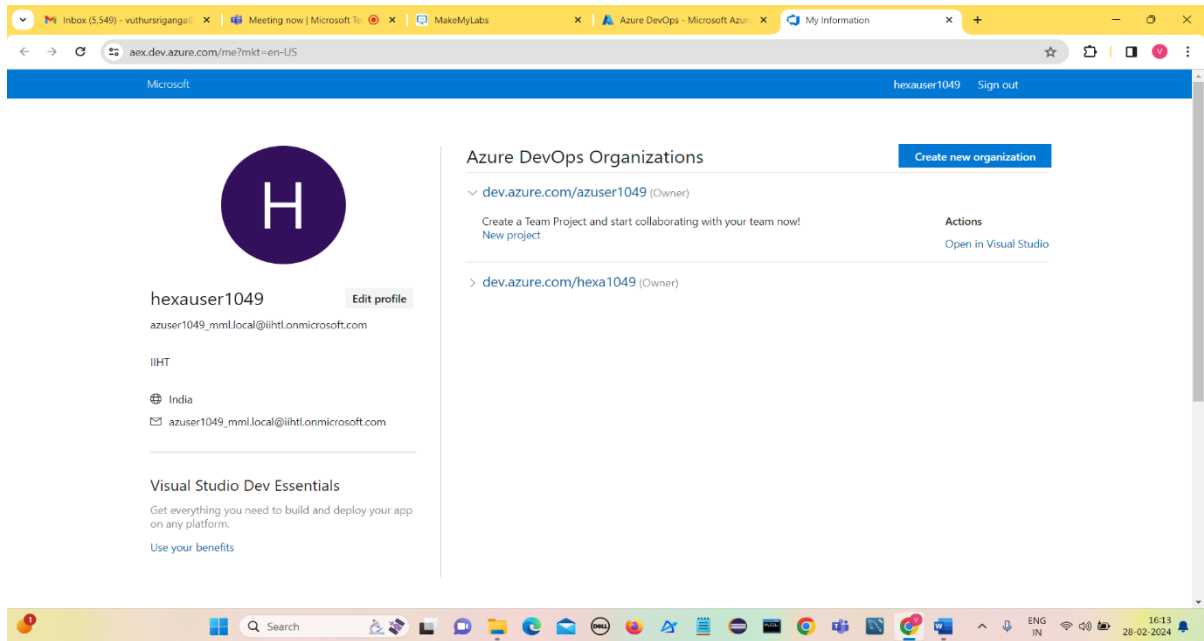 Inbox (5,549) - vuthursriganga
Meeting now | Microsoft Te
MakeMyLabs
Azure DevOps - Microsoft Azur
My Information
aex.dev.azure.com/me?mkt=en-US
V
Microsoft
hexauser1049
Sign out
H
hexauser1049
Edit profile
azuser1049_mml.local@iihtl.onmicrosoft.com
IIHT
India
azuser1049_mml.local@iihtl.onmicrosoft.com
Visual Studio Dev Essentials
Get everything you need to build and deploy your app
on any platform.
Use your benefits
Azure DevOps Organizations
Create new organization
dev.azure.com/azuser1049 (Owner)
Create a Team Project and start collaborating with your team now!
New project
Actions
Open in Visual Studio
dev.azure.com/hexa1049 (Owner)
1
Search
DELL
ENG
IN
16:13
28-02-2024